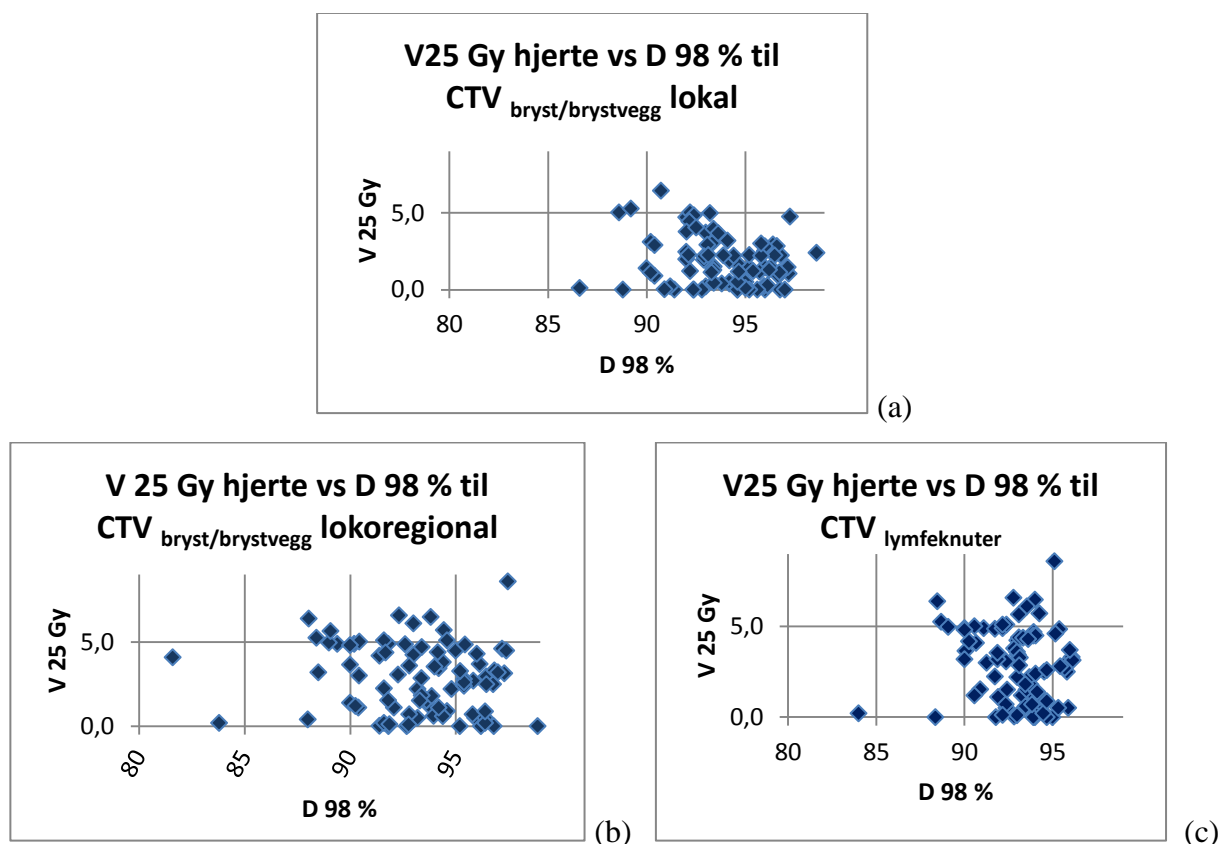 V25 Gy hjerte vs D 98 % til
CTV bryst/brystvegg lokal
V 25 Gy
5,0
0,0
80 85 90 95
D 98 %
(a)
V 25 Gy hjerte vs D 98 % til
CTV bryst/brystvegg lokoregional
V 25 Gy
5,0
0,0
80 85 90 95
D 98 %
(b)
V25 Gy hjerte vs D 98 % til
CTV lymfeknuter
V 25 Gy
5,0
0,0
80 85 90 95
D 98 %
(c)